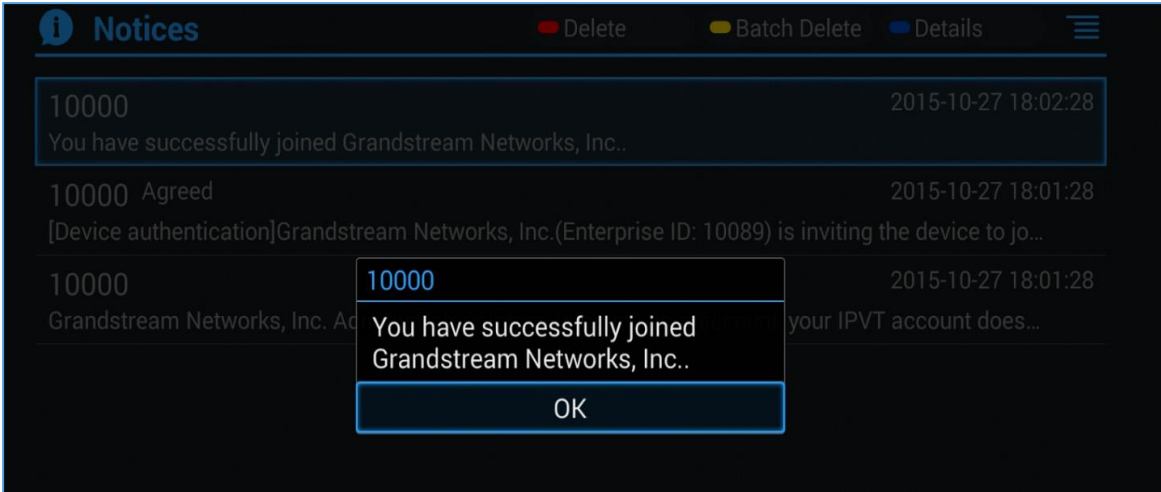 Notices
Delete
Batch Delete
Details
10000
2015-10-27 18:02:28
You have successfully joined Grandstream Networks, Inc..
10000 Agreed
2015-10-27 18:01:28
[Device authentication]Grandstream Networks, Inc.(Enterprise ID: 10089) is inviting the device to jo...
10000
2015-10-27 18:01:28
Grandstream Networks, Inc. Ad
your IPVT account does...
10000
You have successfully joined
Grandstream Networks, Inc..
OK